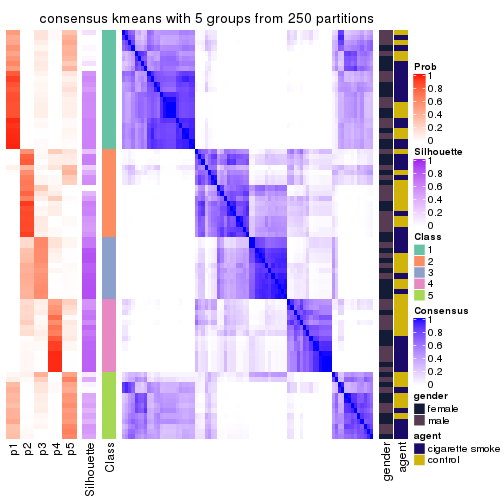 consensus kmeans with 5 groups from 250 partitions
Prob
1
0.8
0.6
0.4
0.2
0
Silhouette
1
0.8
0.6
0.4
0.2
0
Class
1
2
3
4
5
Consensus
1
0.8
0.6
0.4
0.2
0
gender
female
male
agent
cigarette smoke
control
p1
p2
p3
p4
p5
Silhouette
Class
gender
agent